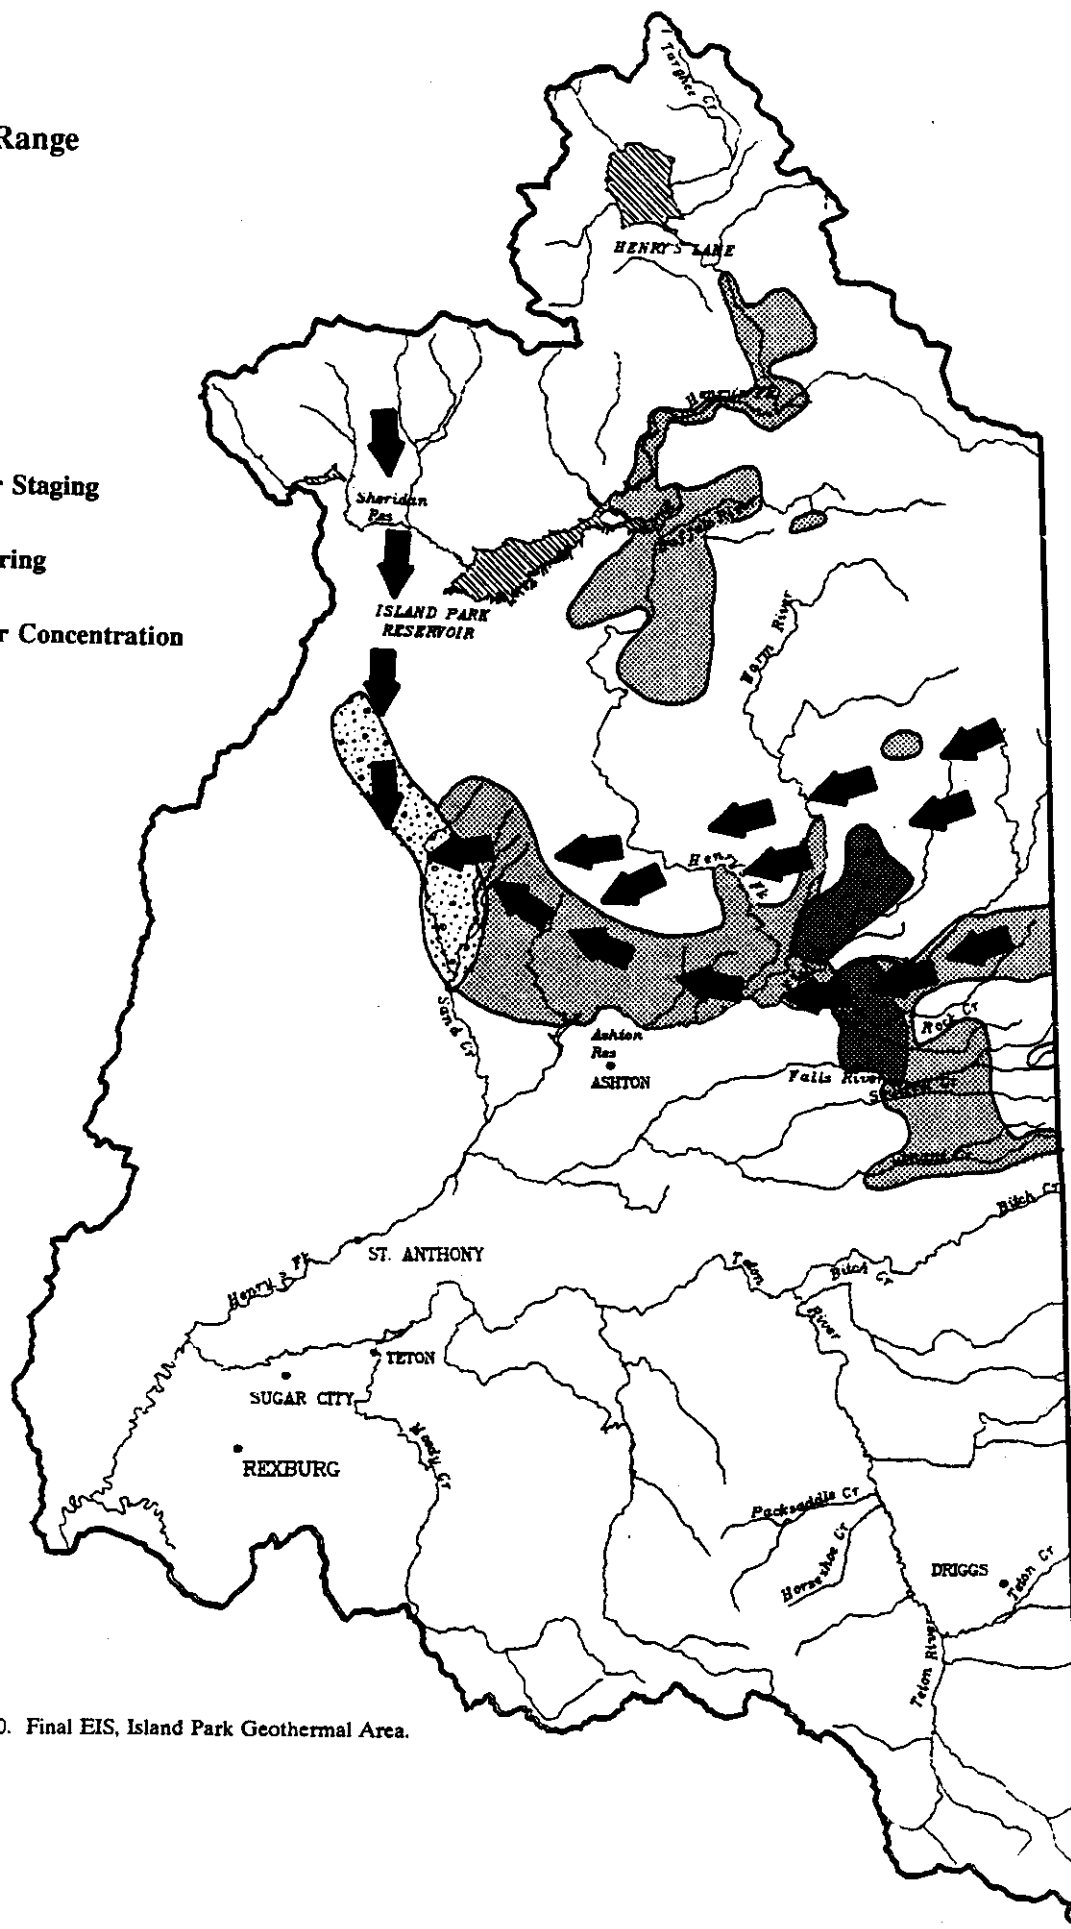 Range
Targhee Cr
HENRY'S LAKE
r Staging
Sheridan
Res
Buffalo River
ring
ISLAND PARK
RESERVOIR
r Concentration
Warm River
Henry's Fk
Sand Cr
Rock Cr
Ashton
Res
ASHTON
Falls River
Bitch Cr
ST. ANTHONY
Henry's Fk
Teton
River
Bitch Cr
TETON
SUGAR CITY
Moody Cr
REXBURG
Packsaddle Cr
Horseshoe Cr
DRIGGS
Teton Cr
Teton River
0. Final EIS, Island Park Geothermal Area.